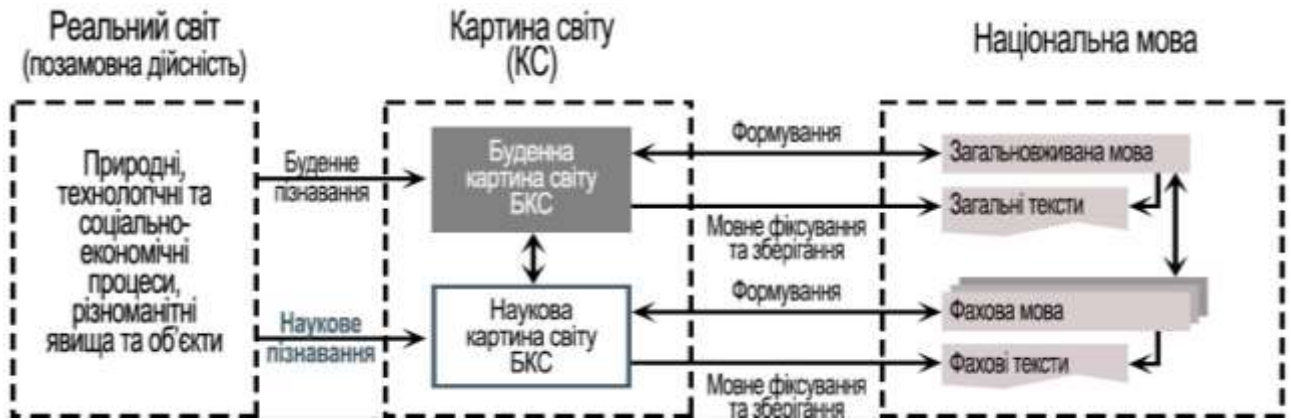 Реальний світ
(позамовна дійсність)
Картина світу
(КС)
Національна мова
Природні,
технологічні та
соціально-
економічні
процеси,
різноманітні
явища та об'єкти
Буденне
пізнавання
Наукове
пізнавання
Буденна
картина світу
БКС
Наукова
картина світу
БКС
Формування
Мовне фіксування
та зберігання
Формування
Мовне фіксування
та зберігання
Загальновживана мова
Загальні тексти
Фахова мова
Фахові тексти